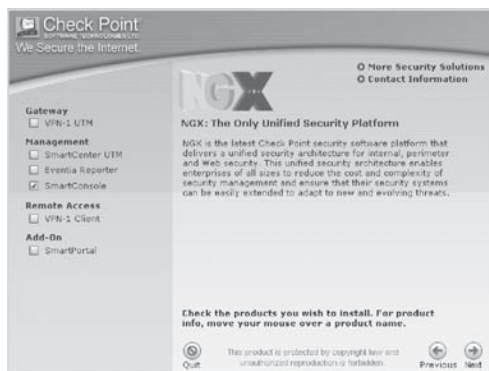 Check Point
SOFTWARE TECHNOLOGIES LTD.
We Secure the Internet.
More Security Solutions
Contact Information
NGX
Gateway
VPN-1 UTM
Management
SmartCenter UTM
Eventia Reporter
SmartConsole
Remote Access
VPN-1 Client
Add-On
SmartPortal
NGX: The Only Unified Security Platform
NGX is the latest Check Point security software platform that
delivers a unified security architecture for internal, perimeter
and Web security. This unified security architecture enables
enterprises of all sizes to reduce the cost and complexity of
security management and ensure that their security systems
can be easily extended to adapt to new and evolving threats.
Check the products you wish to install. For product
info, move your mouse over a product name.
Quit
This product is protected by copyright law and
unauthorized reproduction is forbidden.
Previous
Next